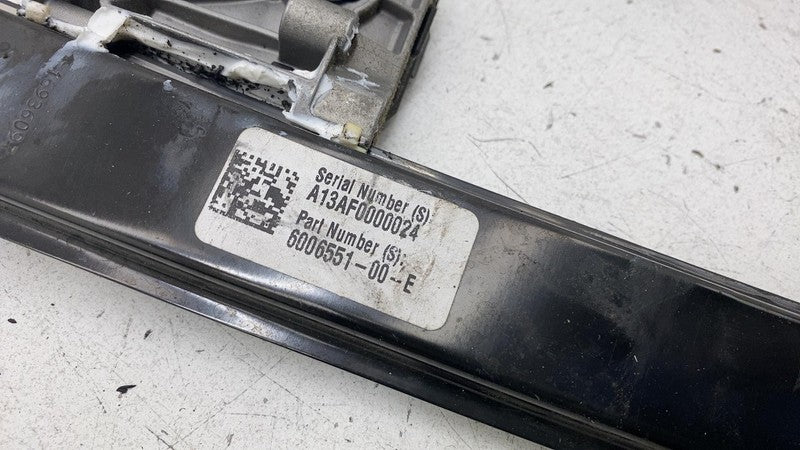 Serial Number (S)
A13AF0000024
Part Number (S):
6006551-00--E